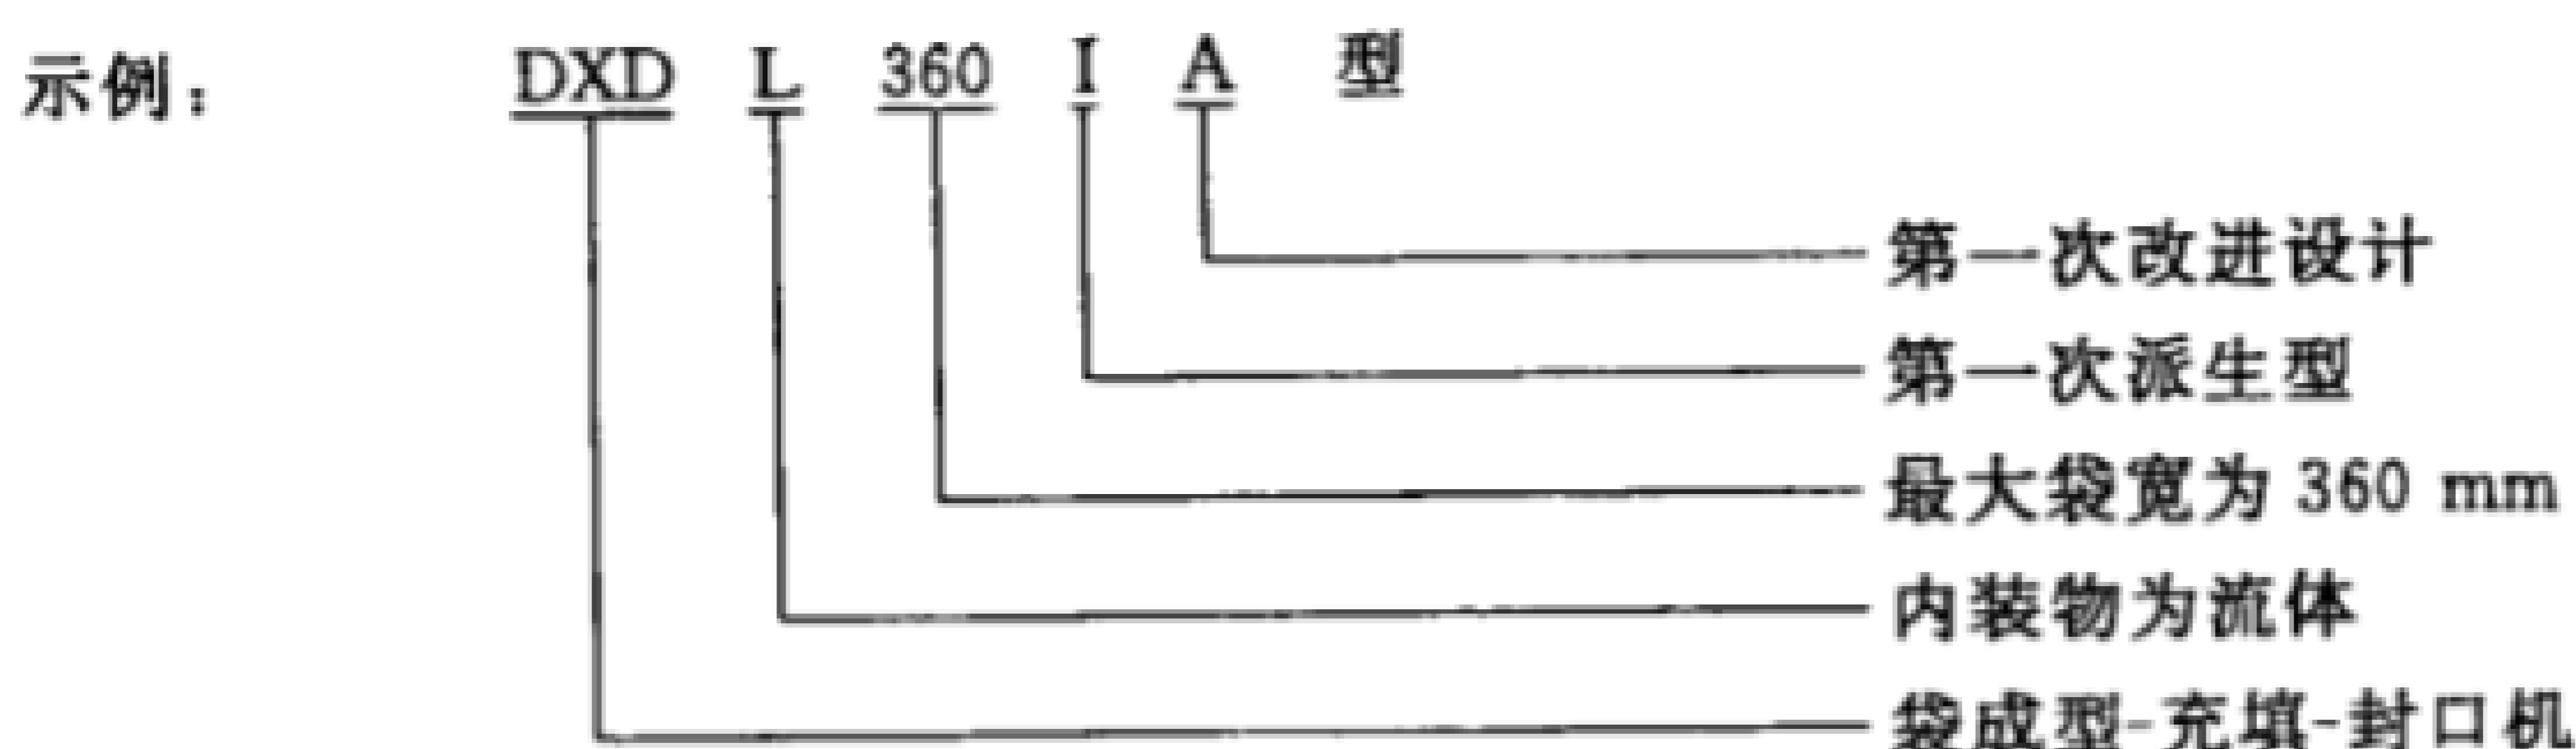 示例： DXD L 360 I A 型
第一次改进设计
第一次派生型
最大袋宽为 360 mm
内装物为流体
袋成型-充填-封口机